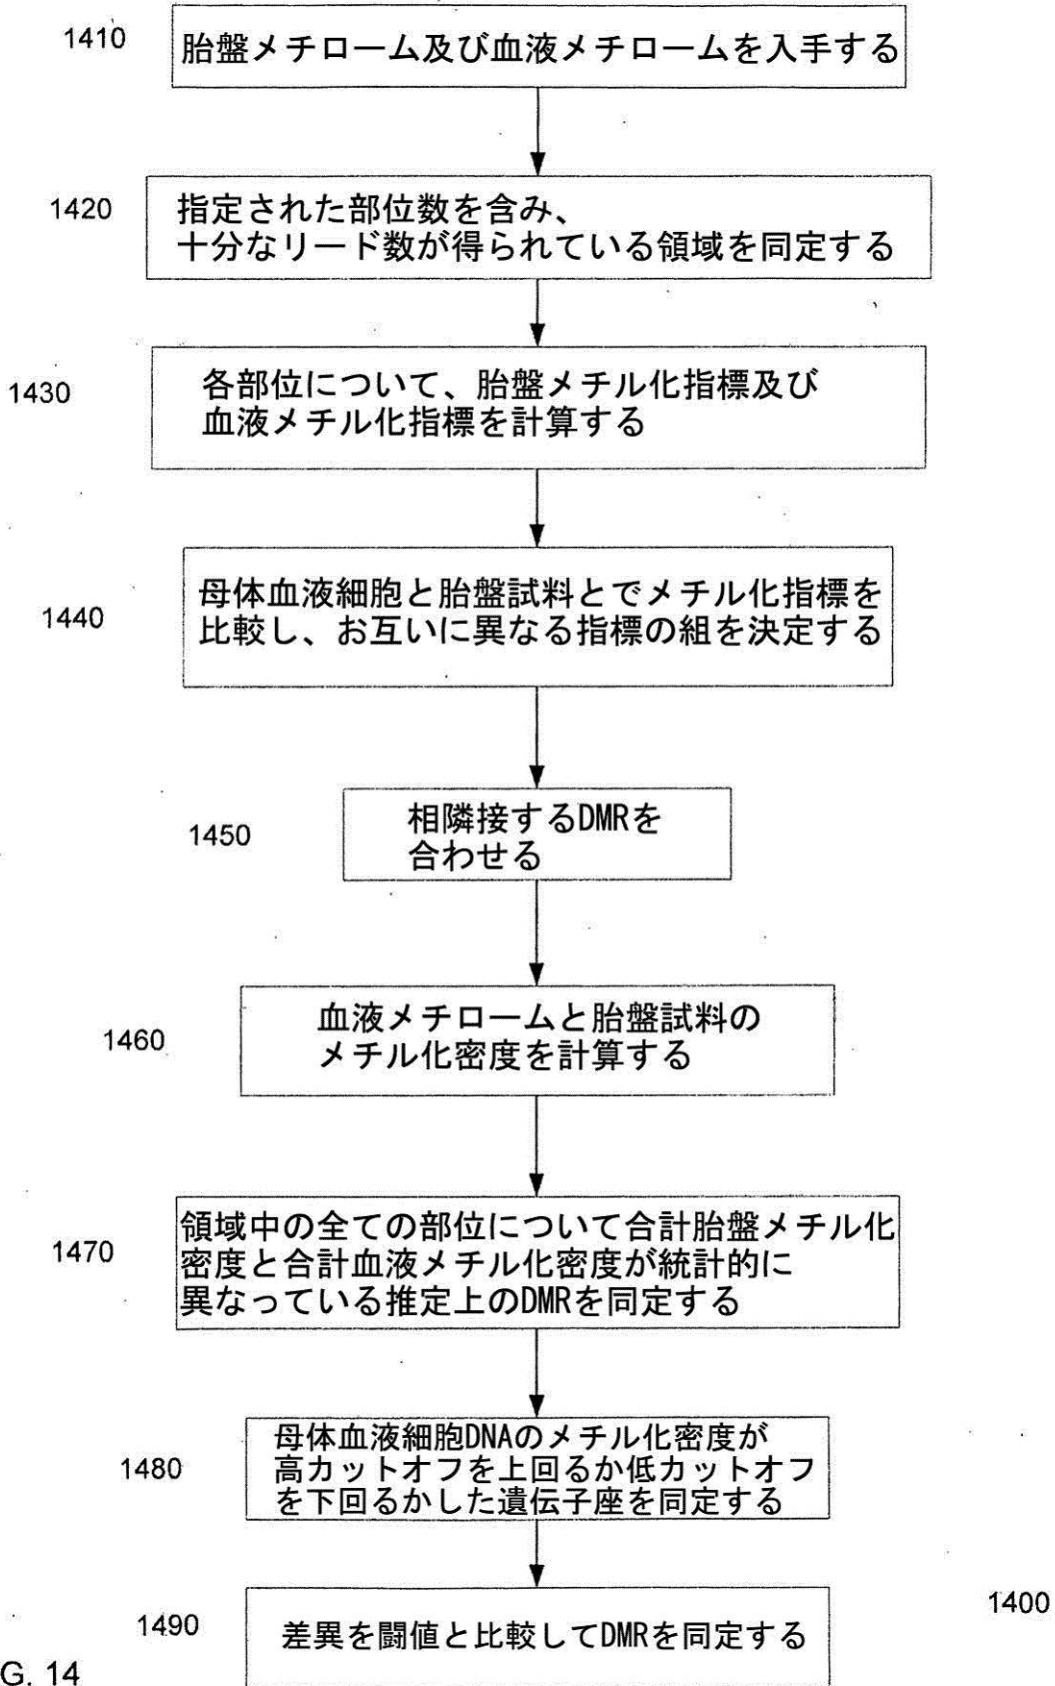 1410
胎盤メチローム及び血液メチロームを入手する
1420
指定された部位数を含み、
十分なリード数が得られている領域を同定する
1430
各部位について、胎盤メチル化指標及び
血液メチル化指標を計算する
1440
母体血液細胞と胎盤試料とでメチル化指標を
比較し、お互いに異なる指標の組を決定する
1450
相隣接するDMRを
合わせる
1460
血液メチロームと胎盤試料の
メチル化密度を計算する
1470
領域中の全ての部位について合計胎盤メチル化
密度と合計血液メチル化密度が統計的に
異なっている推定上のDMRを同定する
1480
母体血液細胞DNAのメチル化密度が
高カットオフを上回るか低カットオフ
を下回るかした遺伝子座を同定する
1490
差異を闘値と比較してDMRを同定する
1400
G. 14